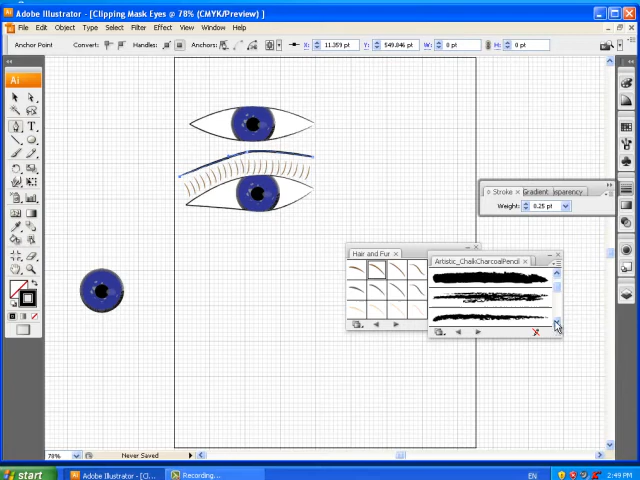 Adobe Illustrator - [Clipping Mask Eyes @ 78% (CMYK/Preview) ]
File Edit Object Type Select Filter Effect View Window Help
Anchor Point Convert: Handles: Anchors: X: 11.359 pt Y: 549.846 pt W: 0 pt H: 0 pt
Ai
T
Stroke Gradient sparency
Weight: 0.25 pt
Hair and Fur
Artistic_ChalkCharcoalPencil
78% Never Saved
start Adobe Illustrator - [Cl... Recording... EN 2:49 PM